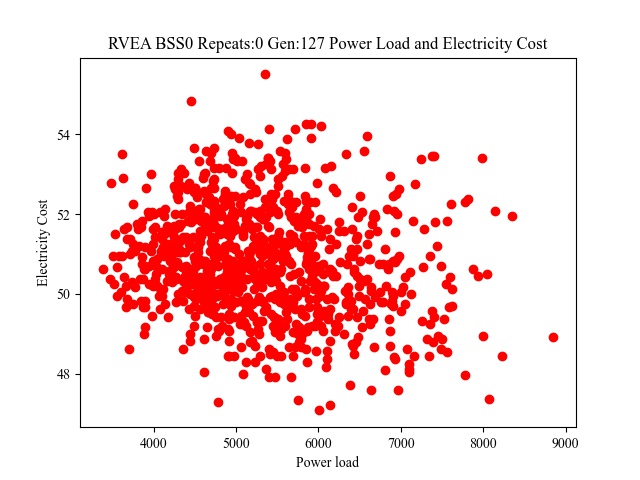 RVEA BSS0 Repeats:0 Gen:127 Power Load and Electricity Cost
54
52
50
48
Electricity Cost
4000 5000 6000 7000 8000 9000
Power load